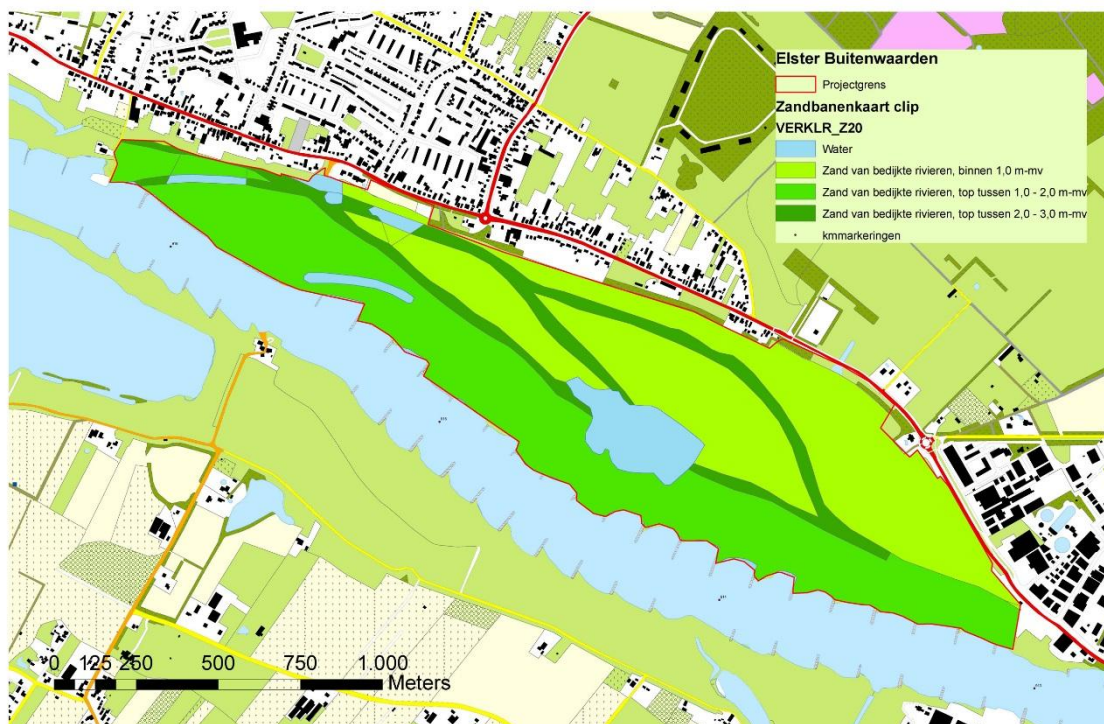 Elster Buitenwaarden
Projectgrens
Zandbanenkaart clip
VERKLR_Z20
Water
Zand van bedijkte rivieren, binnen 1,0 m-mv
Zand van bedijkte rivieren, top tussen 1,0 - 2,0 m-mv
Zand van bedijkte rivieren, top tussen 2,0 - 3,0 m-mv
kmmarkeringen
0 125 250 500 750 1.000
Meters